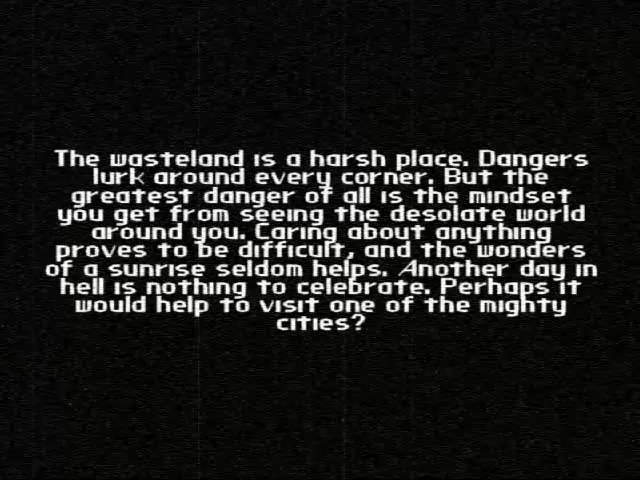 The wasteland is a harsh place. Dangers
lurk around every corner. But the
greatest danger of all is the mindset
you get from seeing the desolate world
around you. Caring about anything
proves to be difficult, and the wonders
of a sunrise seldom helps. Another day in
hell is nothing to celebrate. Perhaps it
would help to visit one of the mighty
cities?